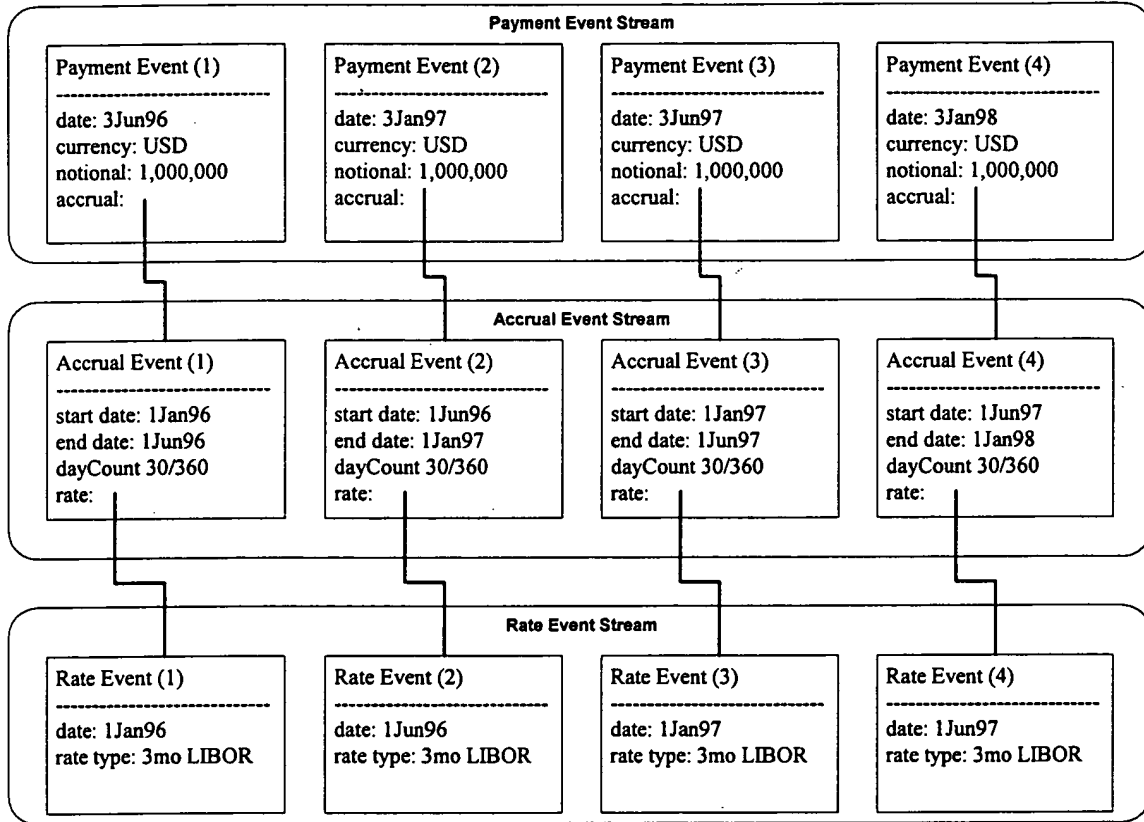 Payment Event Stream
Payment Event (1)
date: 3Jun96
currency: USD
notional: 1,000,000
accrual:
Payment Event (2)
date: 3Jan97
currency: USD
notional: 1,000,000
accrual:
Payment Event (3)
date: 3Jun97
currency: USD
notional: 1,000,000
accrual:
Payment Event (4)
date: 3Jan98
currency: USD
notional: 1,000,000
accrual:
Accrual Event Stream
Accrual Event (1)
start date: 1Jan96
end date: 1Jun96
dayCount 30/360
rate:
Accrual Event (2)
start date: 1Jun96
end date: 1Jan97
dayCount 30/360
rate:
Accrual Event (3)
start date: 1Jan97
end date: 1Jun97
dayCount 30/360
rate:
Accrual Event (4)
start date: 1Jun97
end date: 1Jan98
dayCount 30/360
rate:
Rate Event Stream
Rate Event (1)
date: 1Jan96
rate type: 3mo LIBOR
Rate Event (2)
date: 1Jun96
rate type: 3mo LIBOR
Rate Event (3)
date: 1Jan97
rate type: 3mo LIBOR
Rate Event (4)
date: 1Jun97
rate type: 3mo LIBOR